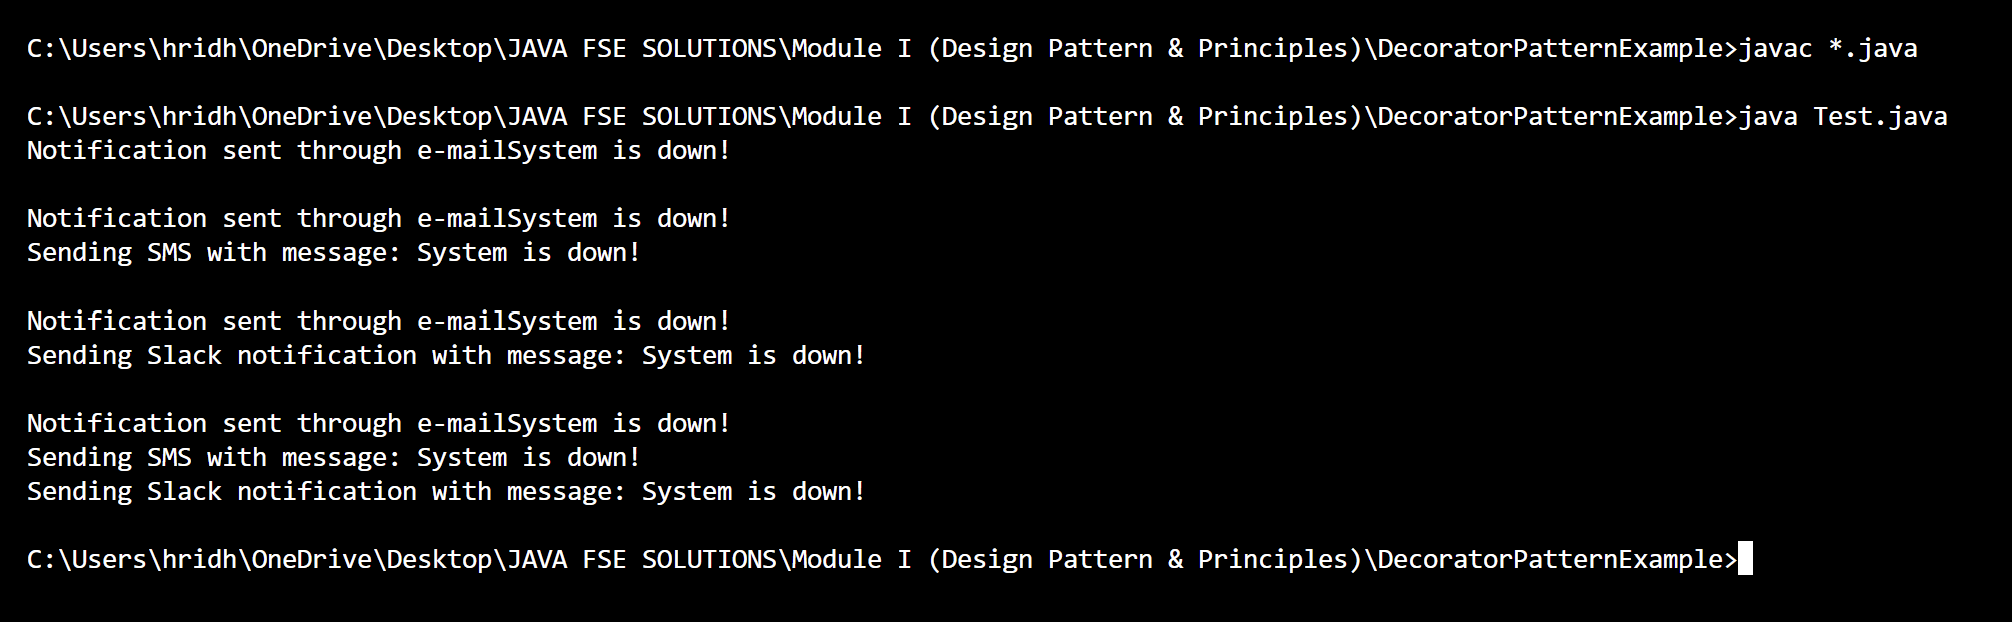 C:\Users\hridh\OneDrive\Desktop\JAVA FSE SOLUTIONS\Module I (Design Pattern & Principles)\DecoratorPatternExample>javac *.java
C:\Users\hridh\OneDrive\Desktop\JAVA FSE SOLUTIONS\Module I (Design Pattern & Principles)\DecoratorPatternExample>java Test.java
Notification sent through e-mailSystem is down!
Notification sent through e-mailSystem is down!
Sending SMS with message: System is down!
Notification sent through e-mailSystem is down!
Sending Slack notification with message: System is down!
Notification sent through e-mailSystem is down!
Sending SMS with message: System is down!
Sending Slack notification with message: System is down!
C:\Users\hridh\OneDrive\Desktop\JAVA FSE SOLUTIONS\Module I (Design Pattern & Principles)\DecoratorPatternExample>